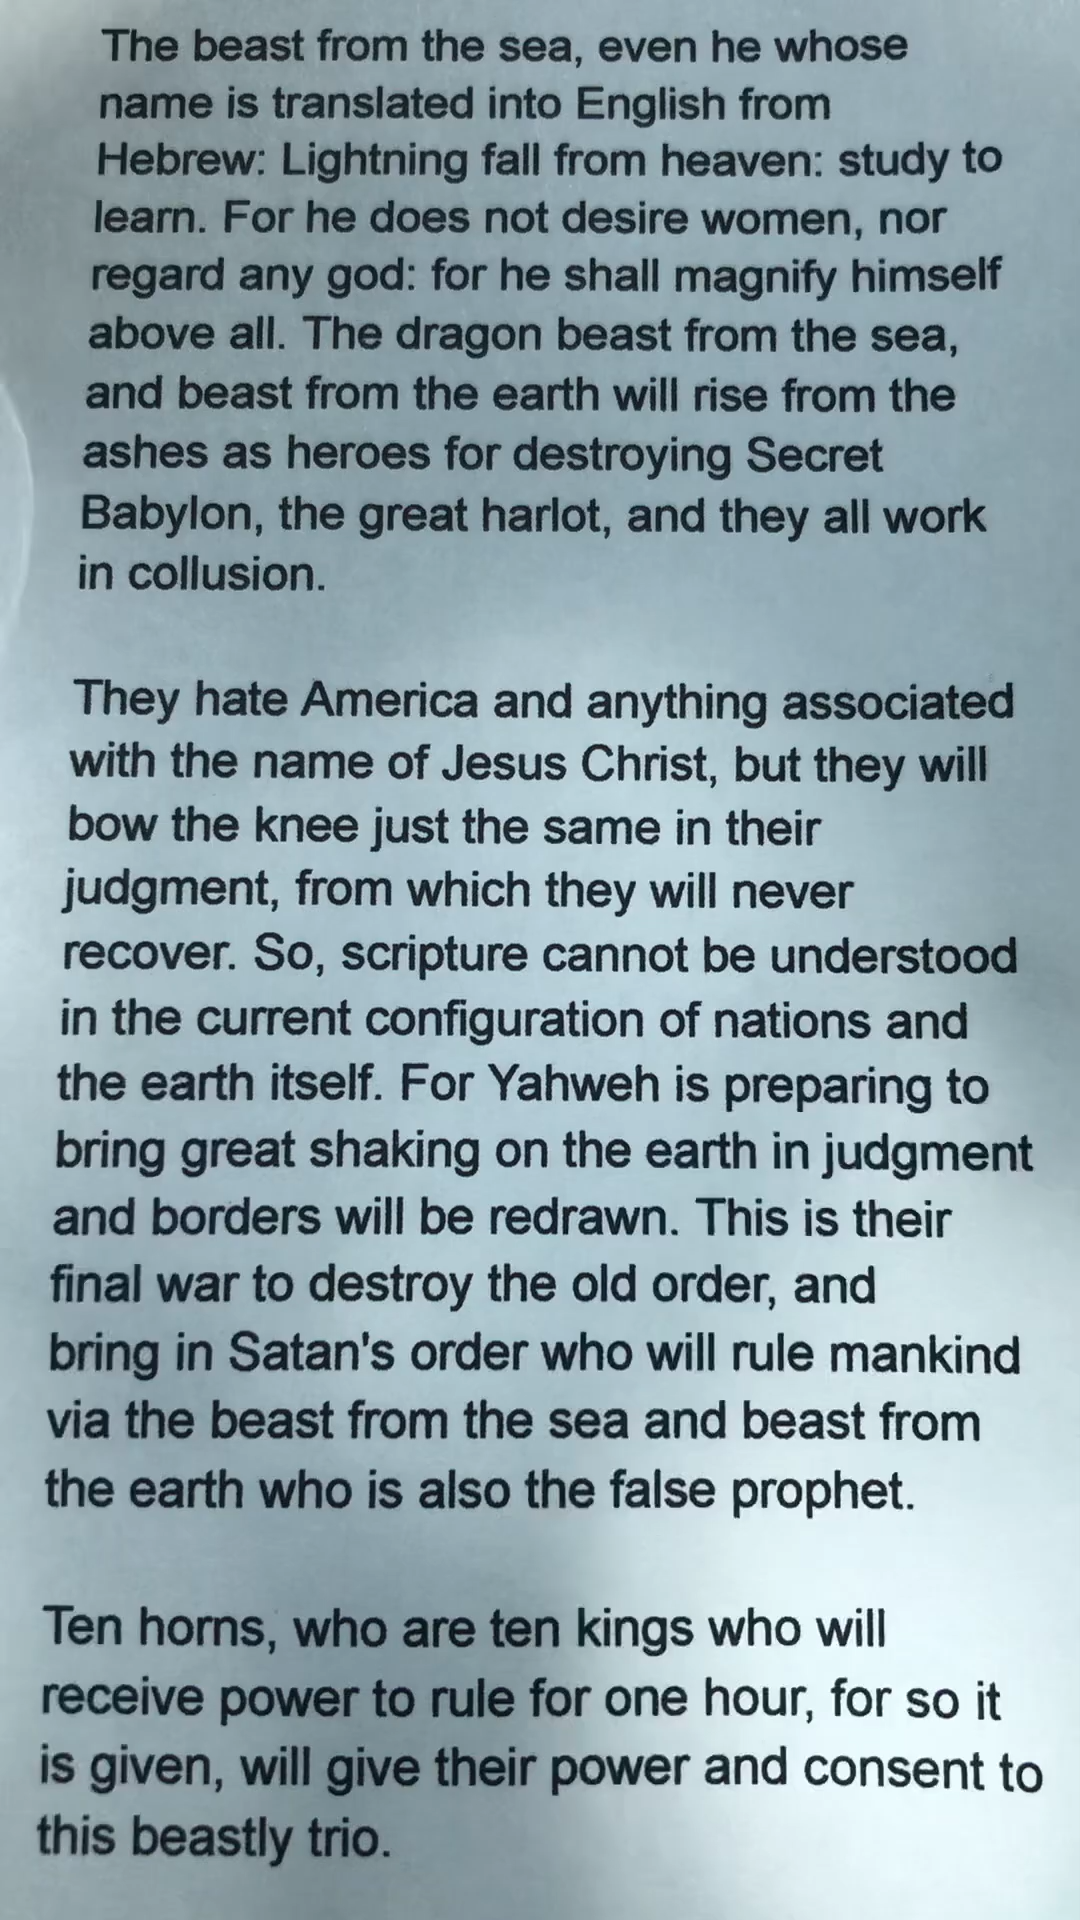 The beast from the sea, even he whose
name is translated into English from
Hebrew: Lightning fall from heaven: study to
learn. For he does not desire women, nor
regard any god: for he shall magnify himself
above all. The dragon beast from the sea,
and beast from the earth will rise from the
ashes as heroes for destroying Secret
Babylon, the great harlot, and they all work
in collusion.
They hate America and anything associated
with the name of Jesus Christ, but they will
bow the knee just the same in their
judgment, from which they will never
recover. So, scripture cannot be understood
in the current configuration of nations and
the earth itself. For Yahweh is preparing to
bring great shaking on the earth in judgment
and borders will be redrawn. This is their
final war to destroy the old order, and
bring in Satan's order who will rule mankind
via the beast from the sea and beast from
the earth who is also the false prophet.
Ten horns, who are ten kings who will
receive power to rule for one hour, for so it
is given, will give their power and consent to
this beastly trio.